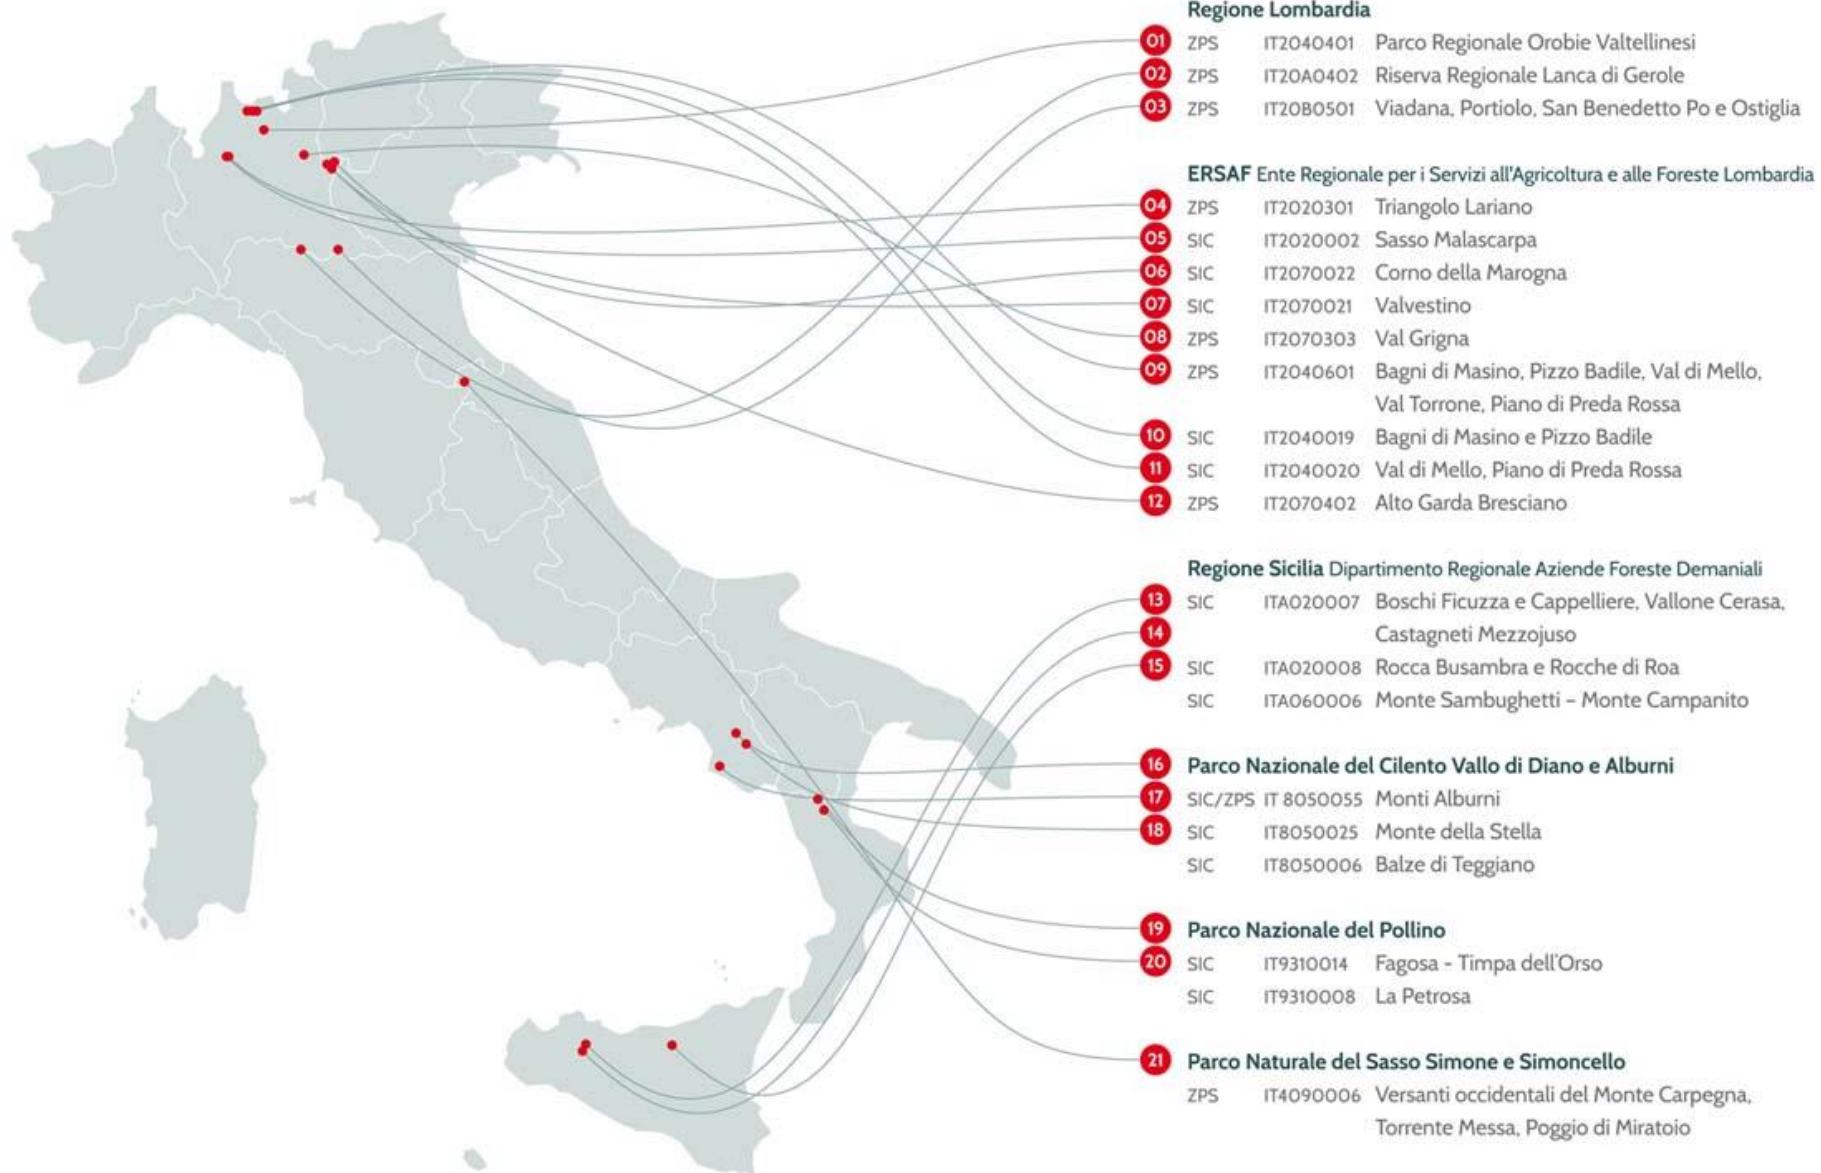 Regione Lombardia
01 ZPS IT2040401 Parco Regionale Orobie Valtellinesi
02 ZPS IT20A0402 Riserva Regionale Lanca di Gerole
03 ZPS IT20B0501 Viadana, Portiolo, San Benedetto Po e Ostiglia
ERSAF Ente Regionale per i Servizi all'Agricoltura e alle Foreste Lombardia
04 ZPS IT2020301 Triangolo Lariano
05 SIC IT2020002 Sasso Malascarpa
06 SIC IT2070022 Corno della Marogna
07 SIC IT2070021 Valvestino
08 ZPS IT2070303 Val Grigna
09 ZPS IT2040601 Bagni di Masino, Pizzo Badile, Val di Mello,
Val Torrone, Piano di Preda Rossa
10 SIC IT2040019 Bagni di Masino e Pizzo Badile
11 SIC IT2040020 Val di Mello, Piano di Preda Rossa
12 ZPS IT2070402 Alto Garda Bresciano
Regione Sicilia Dipartimento Regionale Aziende Foreste Demaniali
13 SIC ITA020007 Boschi Ficuzza e Cappelliere, Vallone Cerasa,
14 Castagneti Mezzojuso
15 SIC ITA020008 Rocca Busambra e Rocche di Roa
SIC ITA060006 Monte Sambughetti – Monte Campanito
16 Parco Nazionale del Cilento Vallo di Diano e Alburni
17 SIC/ZPS IT 8050055 Monti Alburni
18 SIC IT8050025 Monte della Stella
SIC IT8050006 Balze di Teggiano
19 Parco Nazionale del Pollino
20 SIC IT9310014 Fagosa - Timpa dell'Orso
SIC IT9310008 La Petrosa
21 Parco Naturale del Sasso Simone e Simoncello
ZPS IT4090006 Versanti occidentali del Monte Carpegna,
Torrente Messa, Poggio di Miratoio